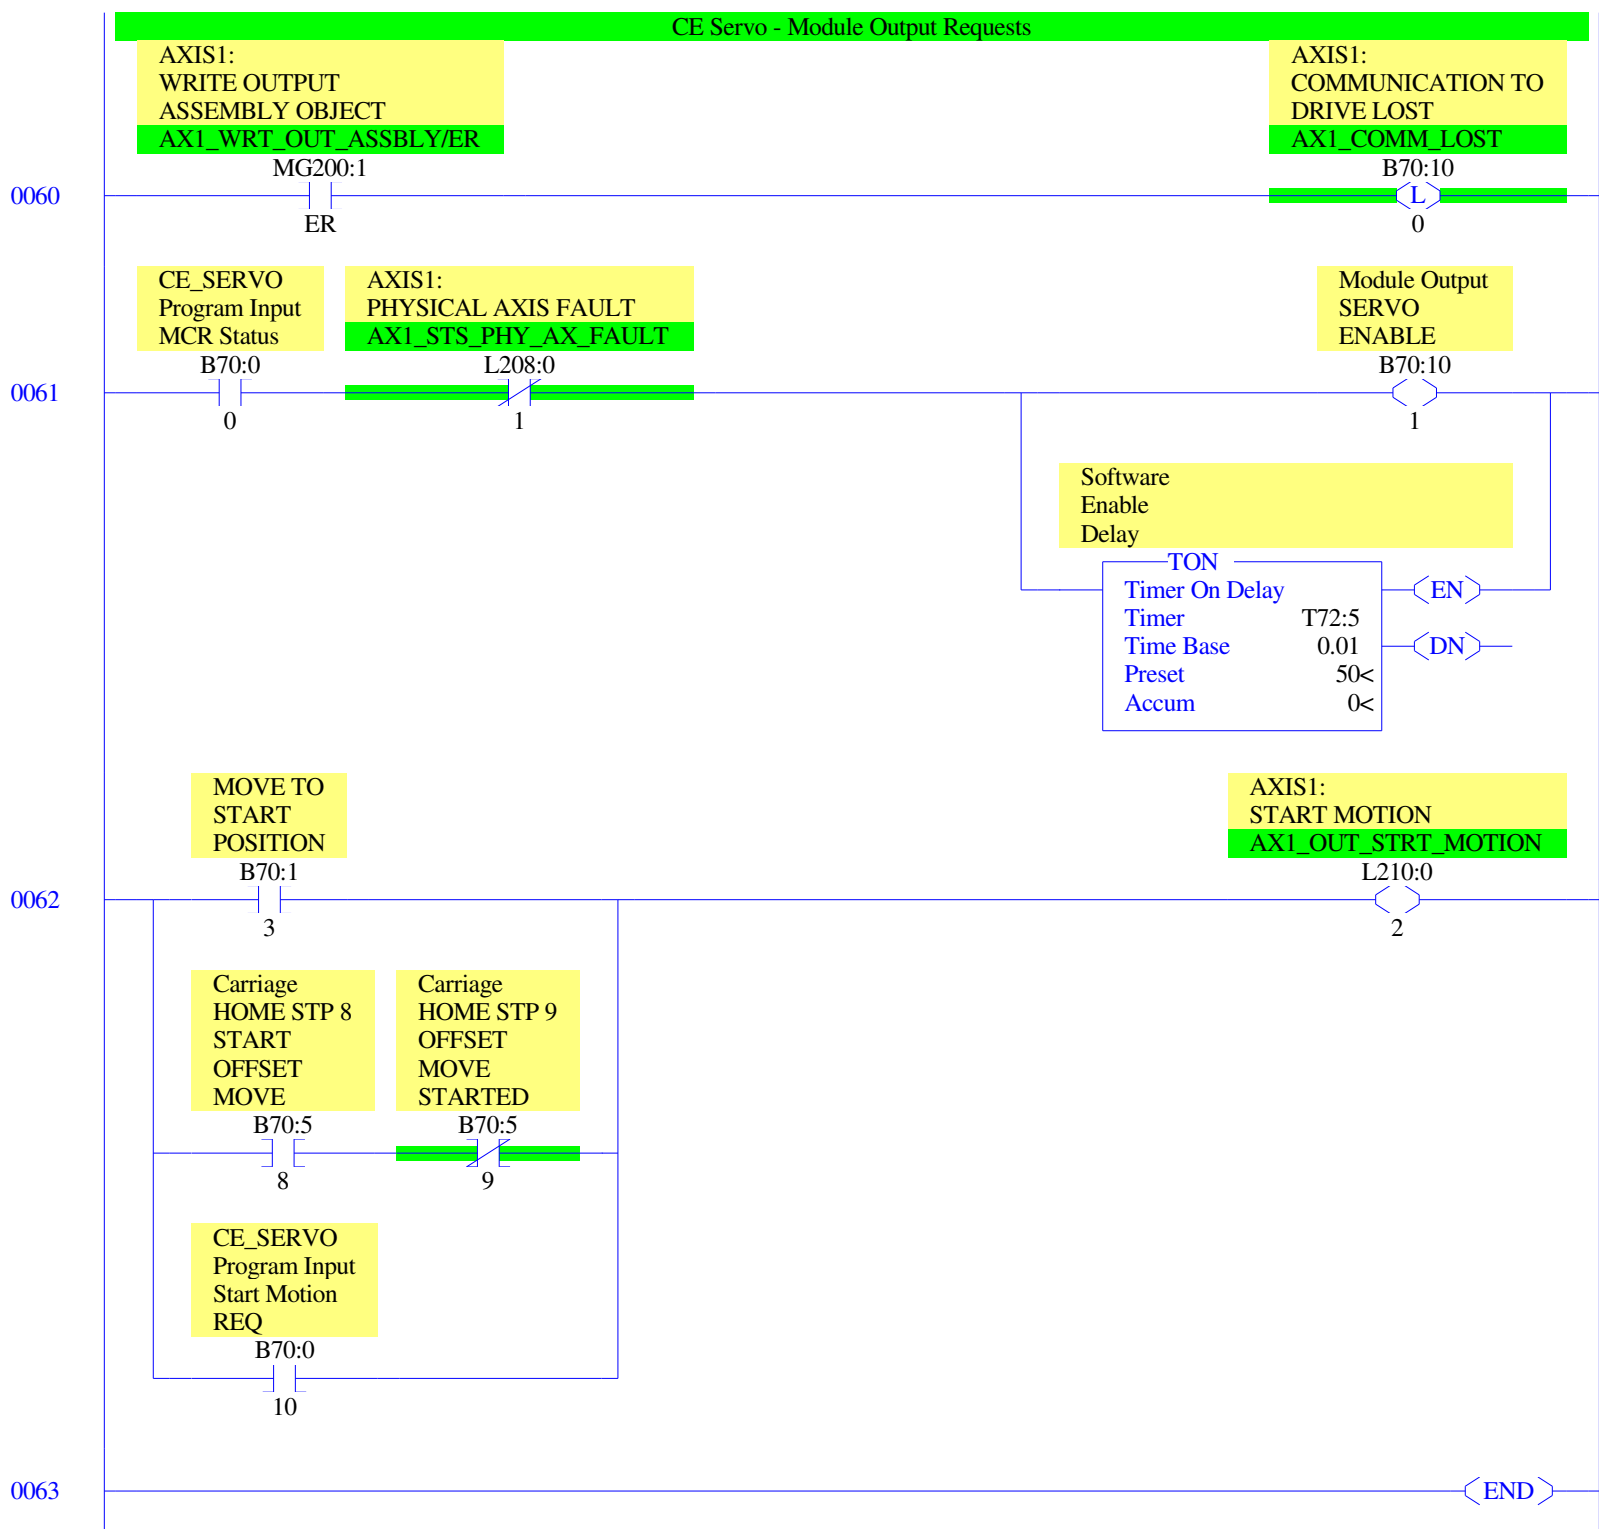 CE Servo - Module Output Requests
AXIS1:
WRITE OUTPUT
ASSEMBLY OBJECT
AX1_WRT_OUT_ASSBLY/ER
MG200:1
ER
AXIS1:
COMMUNICATION TO
DRIVE LOST
AX1_COMM_LOST
B70:10
L
0
0060
CE_SERVO
Program Input
MCR Status
B70:0
0
AXIS1:
PHYSICAL AXIS FAULT
AX1_STS_PHY_AX_FAULT
L208:0
1
Module Output
SERVO
ENABLE
B70:10
1
0061
Software
Enable
Delay
TON
Timer On Delay
Timer T72:5
Time Base 0.01
Preset 50<
Accum 0<
EN
DN
MOVE TO
START
POSITION
B70:1
3
AXIS1:
START MOTION
AX1_OUT_STRT_MOTION
L210:0
2
0062
Carriage
HOME STP 8
START
OFFSET
MOVE
B70:5
8
Carriage
HOME STP 9
OFFSET
MOVE
STARTED
B70:5
9
CE_SERVO
Program Input
Start Motion
REQ
B70:0
10
0063
END